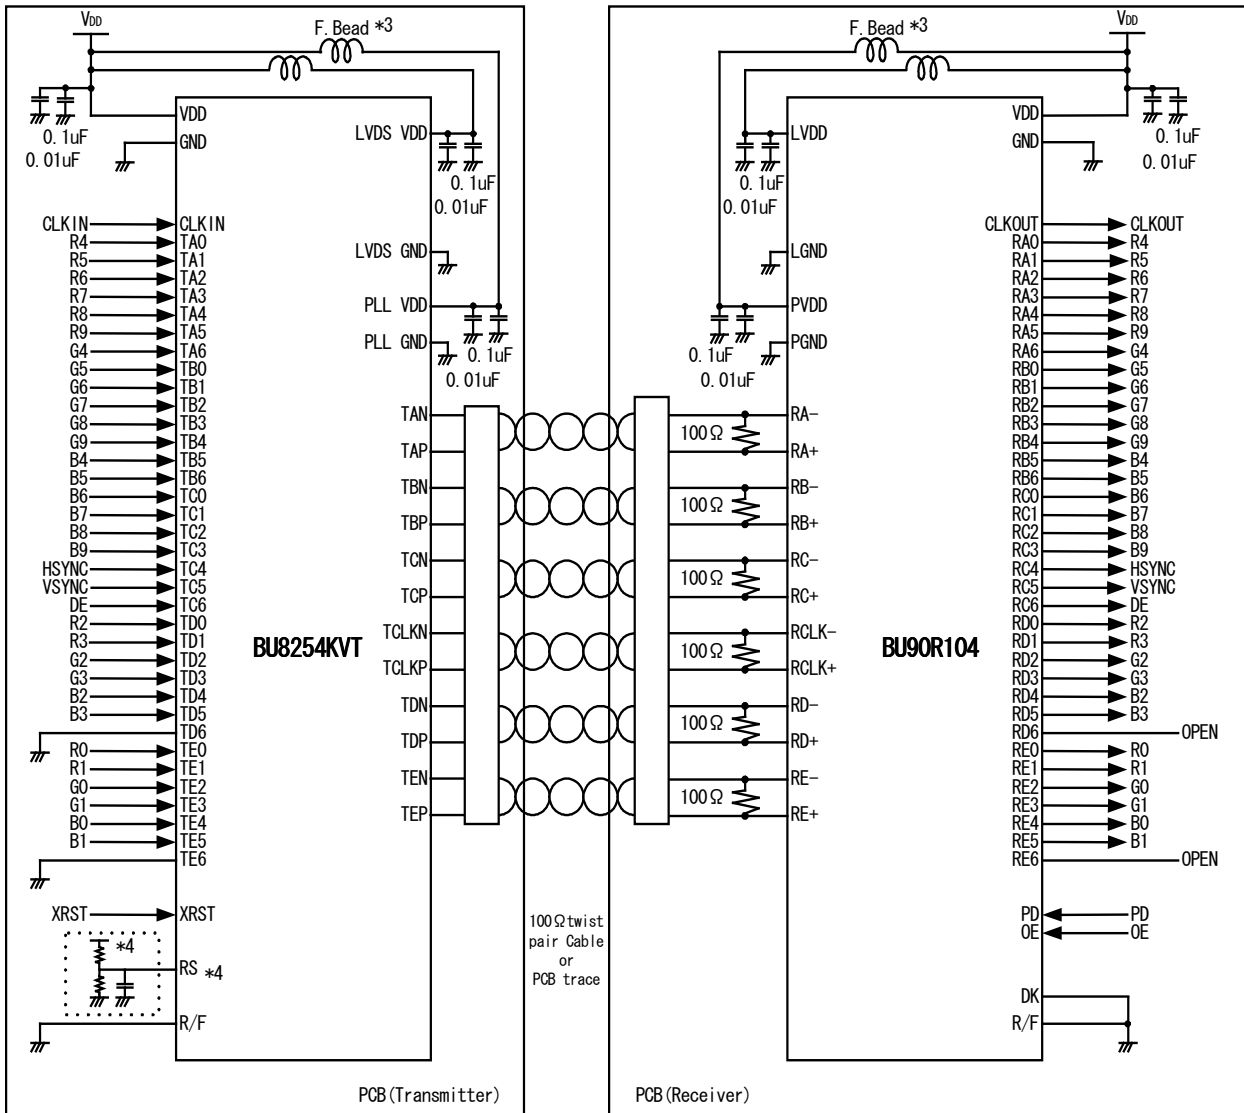 VDD
F. Bead *3
0.1uF
0.01uF
VDD
GND
LVDS VDD
0.1uF
0.01uF
LVDS GND
PLL VDD
PLL GND
0.1uF
0.01uF
CLKIN CLKIN
R4 TA0
R5 TA1
R6 TA2
R7 TA3
R8 TA4
R9 TA5
G4 TA6
G5 TB0
G6 TB1
G7 TB2
G8 TB3
G9 TB4
B4 TB5
B5 TB6
B6 TC0
B7 TC1
B8 TC2
B9 TC3
HSYNC TC4
VSYNC TC5
DE TC6
R2 TD0
R3 TD1
G2 TD2
G3 TD3
B2 TD4
B3 TD5
TD6
R0 TE0
R1 TE1
G0 TE2
G1 TE3
B0 TE4
B1 TE5
TE6
XRST XRST
*4
RS *4
R/F
BU8254KVT
TAN
TAP
TBN
TBP
TCN
TCP
TCLKN
TCLKP
TDN
TDP
TEN
TEP
PCB(Transmitter)
100Ωtwist
pair Cable
or
PCB trace
VDD
F. Bead *3
0.1uF
0.01uF
VDD
GND
LVDD
0.1uF
0.01uF
LGND
PVDD
PGND
0.1uF
0.01uF
100Ω
RA-
RA+
100Ω
RB-
RB+
100Ω
RC-
RC+
100Ω
RCLK-
RCLK+
100Ω
RD-
RD+
100Ω
RE-
RE+
BU90R104
CLKOUT CLKOUT
RA0 R4
RA1 R5
RA2 R6
RA3 R7
RA4 R8
RA5 R9
RA6 G4
RB0 G5
RB1 G6
RB2 G7
RB3 G8
RB4 G9
RB5 B4
RB6 B5
RC0 B6
RC1 B7
RC2 B8
RC3 B9
RC4 HSYNC
RC5 VSYNC
RC6 DE
RD0 R2
RD1 R3
RD2 G2
RD3 G3
RD4 B2
RD5 B3
RD6 OPEN
RE0 R0
RE1 R1
RE2 G0
RE3 G1
RE4 B0
RE5 B1
RE6 OPEN
PD PD
OE OE
DK
R/F
PCB(Receiver)